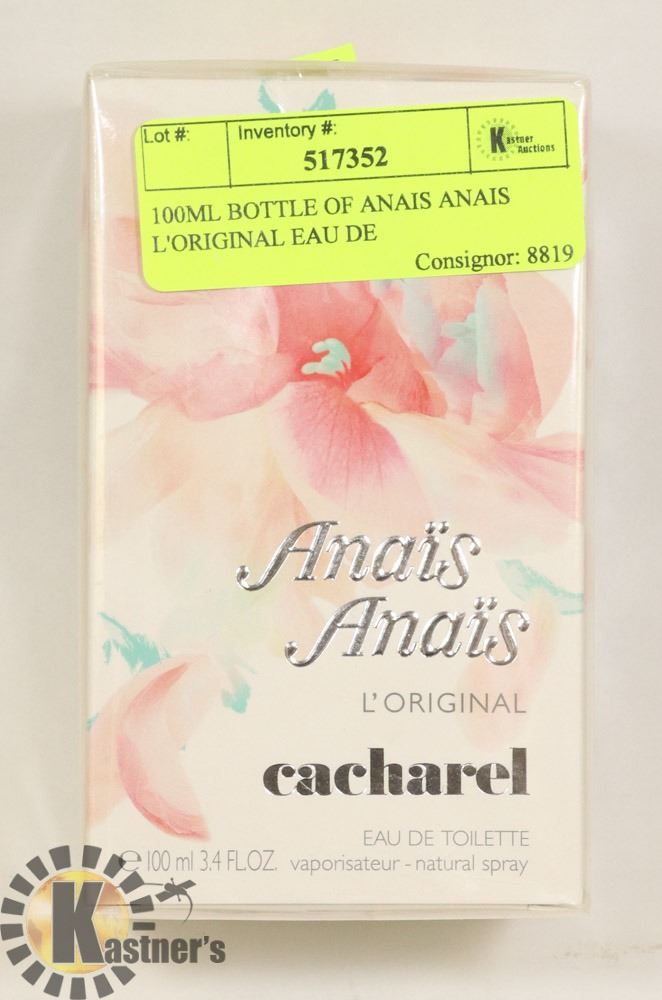 Lot #:
Inventory #:
517352
Kastner
Auctions
100ML BOTTLE OF ANAIS ANAIS
L'ORIGINAL EAU DE
Consignor: 8819
Anaïs
Anaïs
L'ORIGINAL
cacharel
EAU DE TOILETTE
℮ 100 ml 3.4 FL.OZ. vaporisateur - natural spray
Kastner's